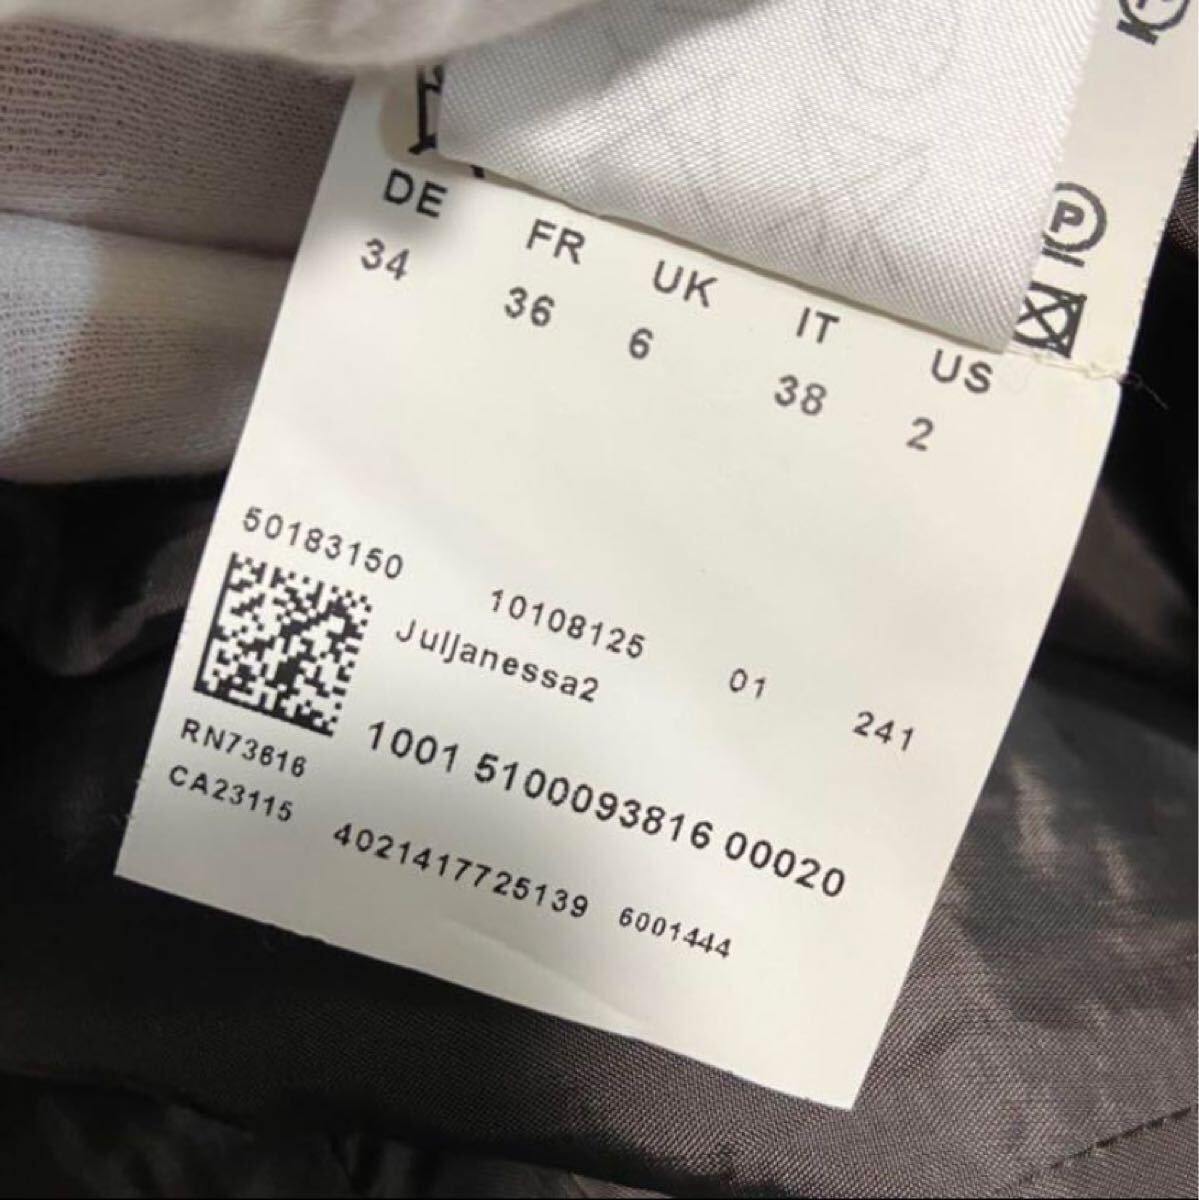 P
DE FR UK IT US
34 36 6 38 2
50183150 10108125 01 241
Juljanessa2
RN73616
CA23115
1001 5100093816 00020
4021417725139 6001444